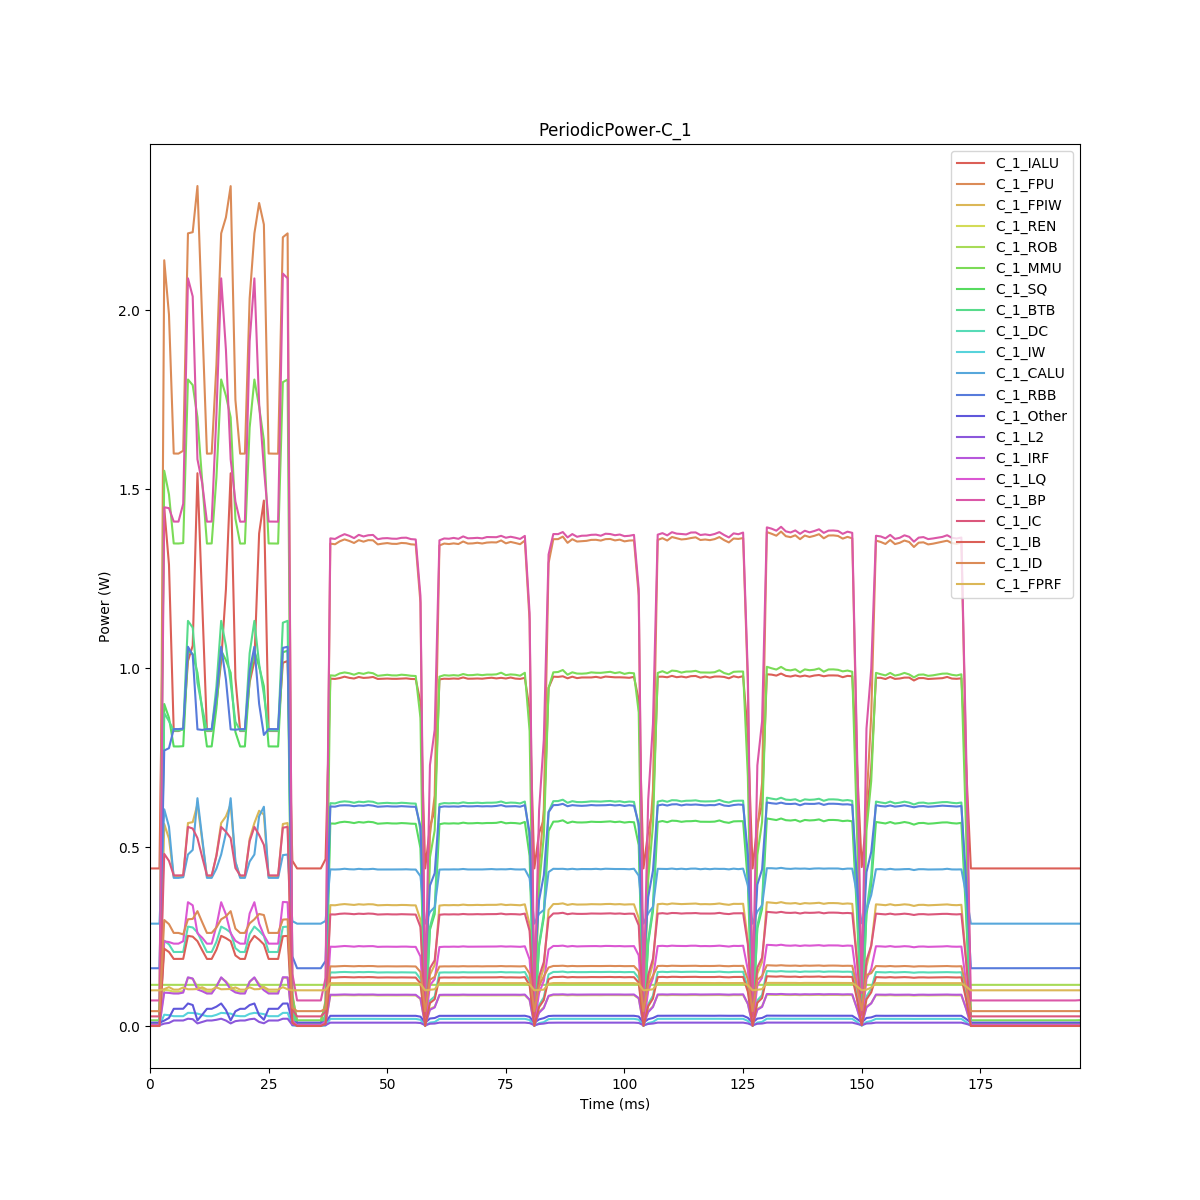 PeriodicPower-C_1
C_1_IALU
C_1_FPU
C_1_FPIW
C_1_REN
C_1_ROB
C_1_MMU
C_1_SQ
C_1_BTB
C_1_DC
C_1_IW
C_1_CALU
C_1_RBB
C_1_Other
C_1_L2
C_1_IRF
C_1_LQ
C_1_BP
C_1_IC
C_1_IB
C_1_ID
C_1_FPRF
Power (W)
2.0
1.5
1.0
0.5
0.0
0 25 50 75 100 125 150 175
Time (ms)